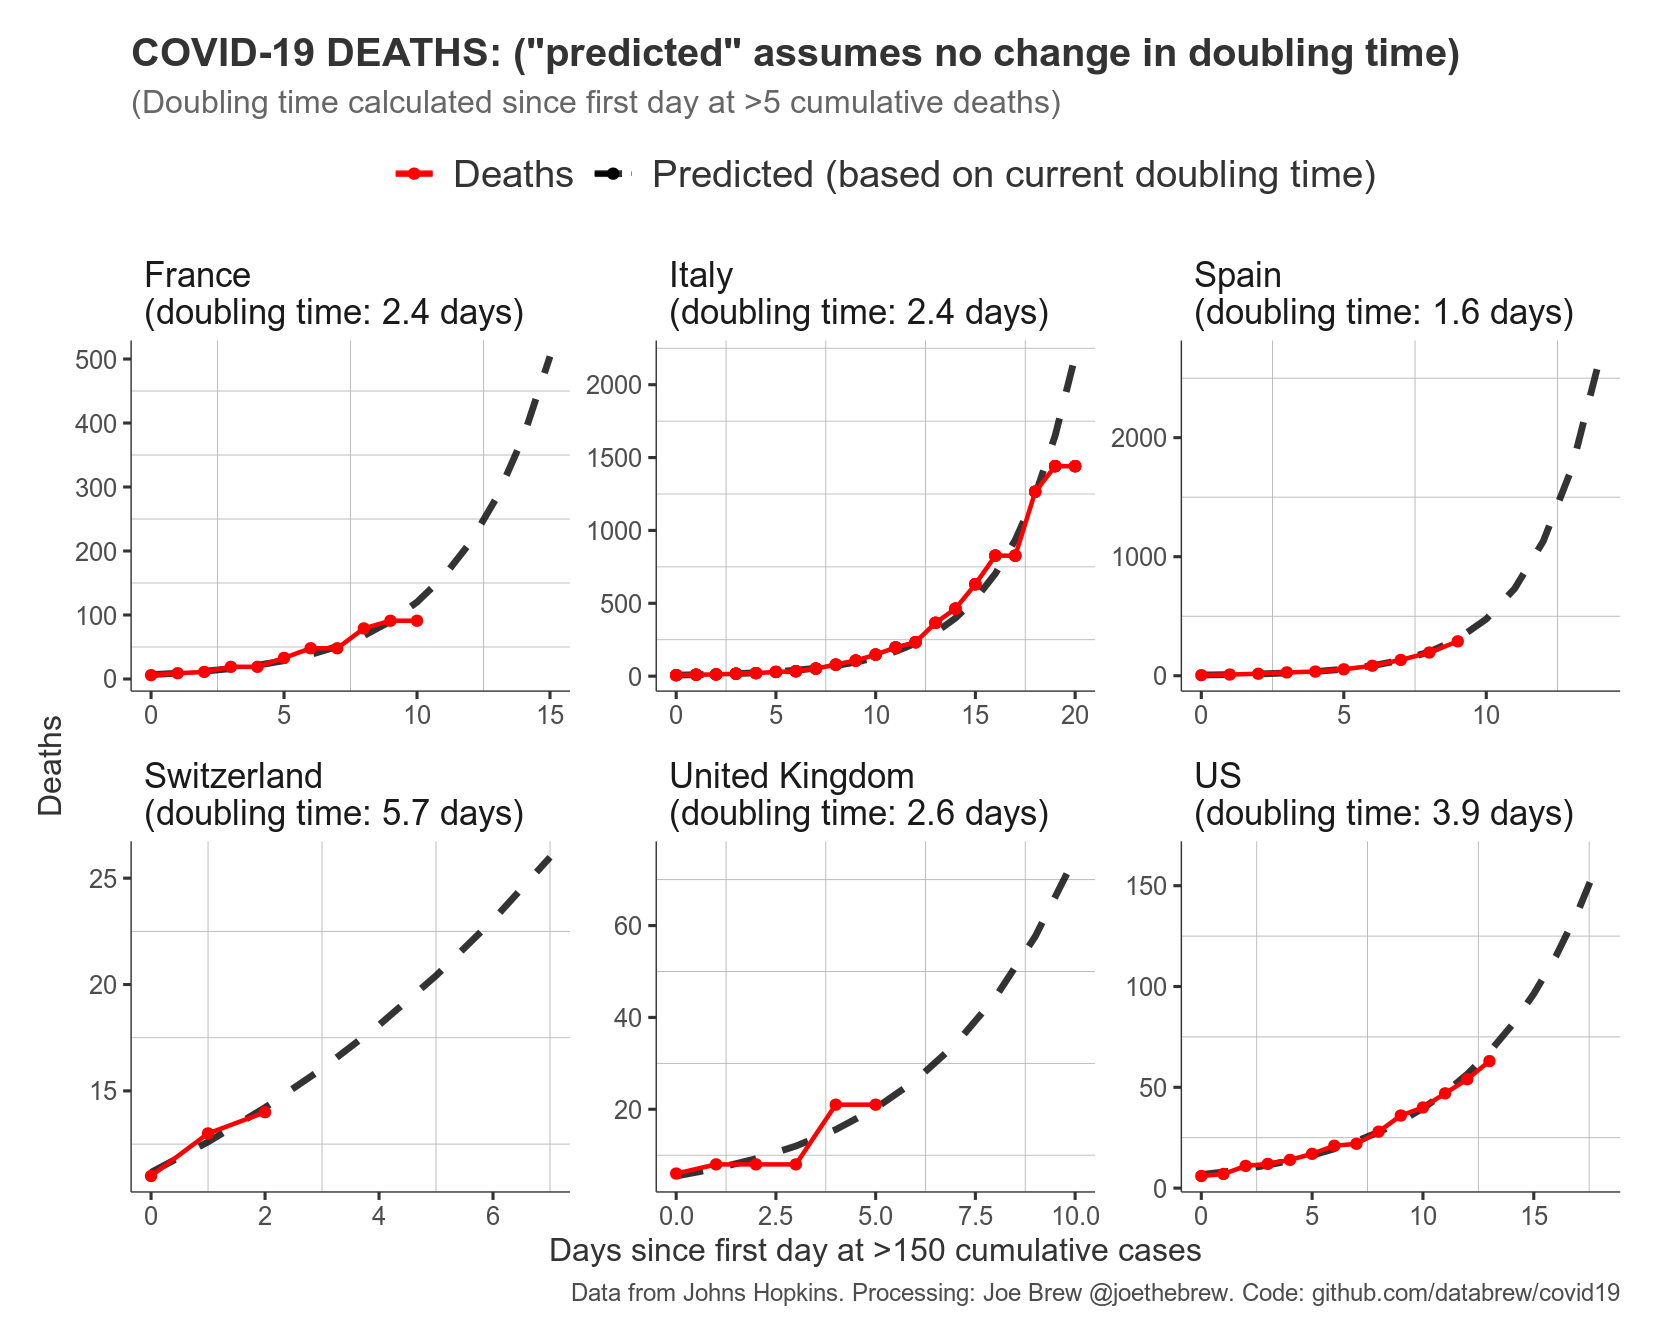 COVID-19 DEATHS: ("predicted" assumes no change in doubling time)
(Doubling time calculated since first day at >5 cumulative deaths)
Deaths
Predicted (based on current doubling time)
France
(doubling time: 2.4 days)
500
400
300
200
100
0
0 5 10 15
Italy
(doubling time: 2.4 days)
2000
1500
1000
500
0
0 5 10 15 20
Spain
(doubling time: 1.6 days)
2000
1000
0
0 5 10
Deaths
Switzerland
(doubling time: 5.7 days)
25
20
15
0 2 4 6
United Kingdom
(doubling time: 2.6 days)
60
40
20
0.0 2.5 5.0 7.5 10.0
US
(doubling time: 3.9 days)
150
100
50
0
0 5 10 15
Days since first day at >150 cumulative cases
Data from Johns Hopkins. Processing: Joe Brew @joethebrew. Code: github.com/databrew/covid19